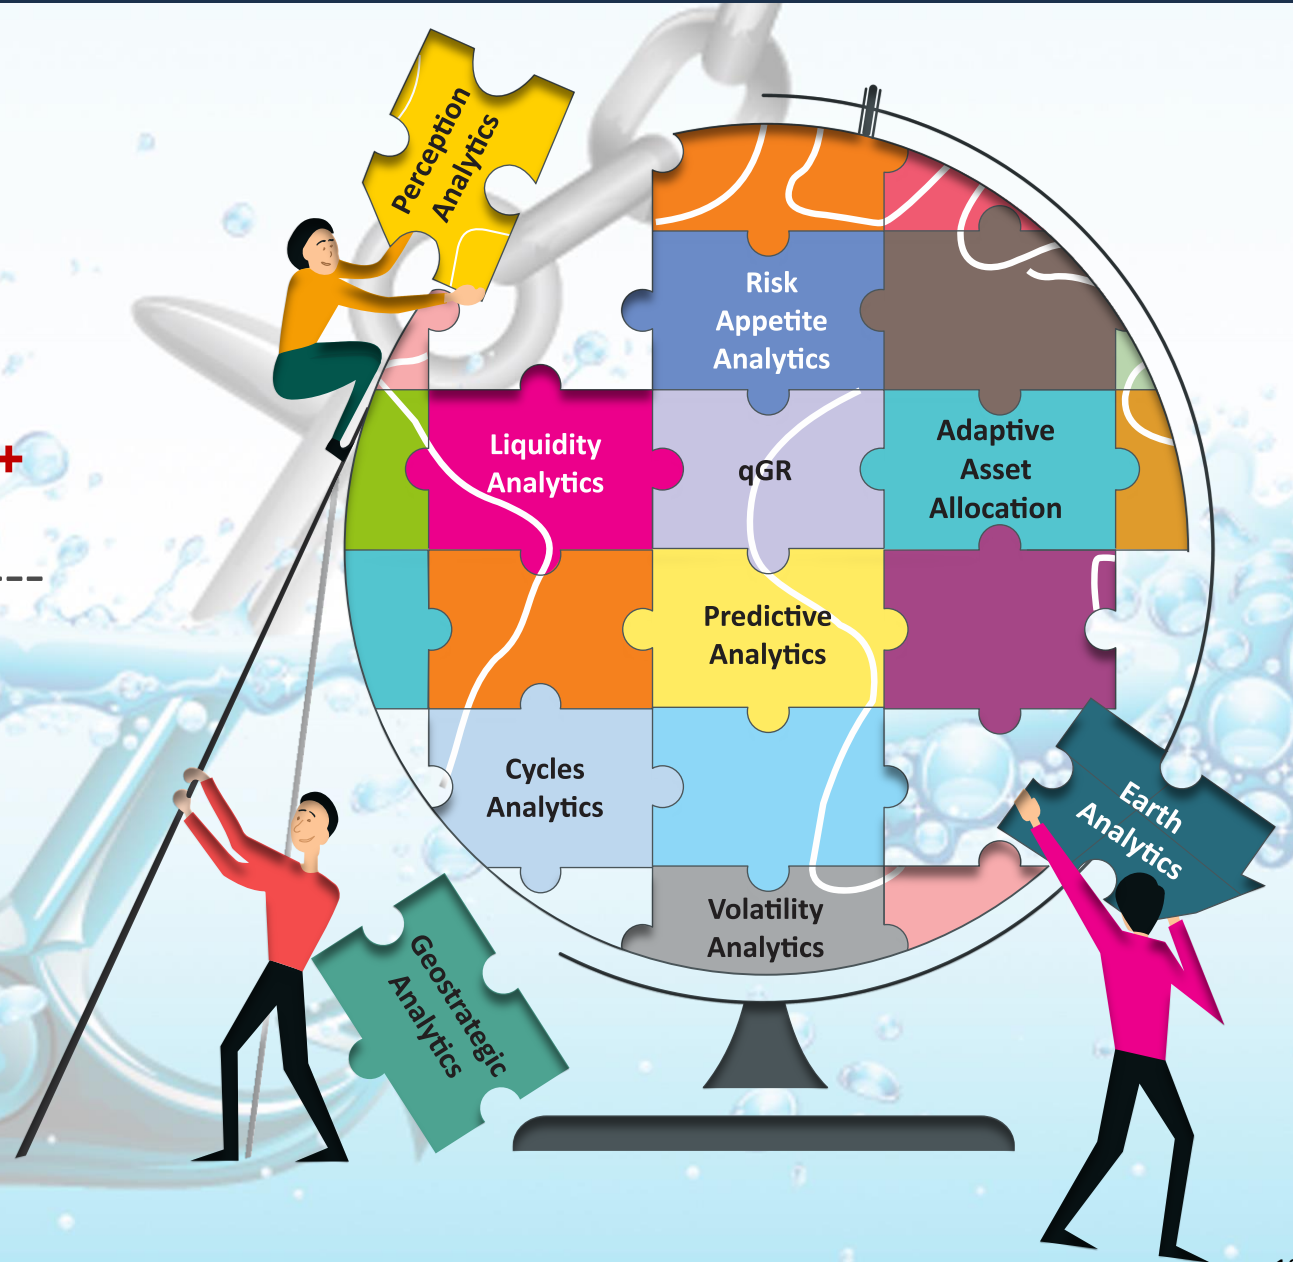 Perception
Analytics
Risk
Appetite
Analytics
Liquidity
Analytics
qGR
Adaptive
Asset
Allocation
+
---
Predictive
Analytics
Cycles
Analytics
Earth
Analytics
Volatility
Analytics
Geostrategic
Analytics